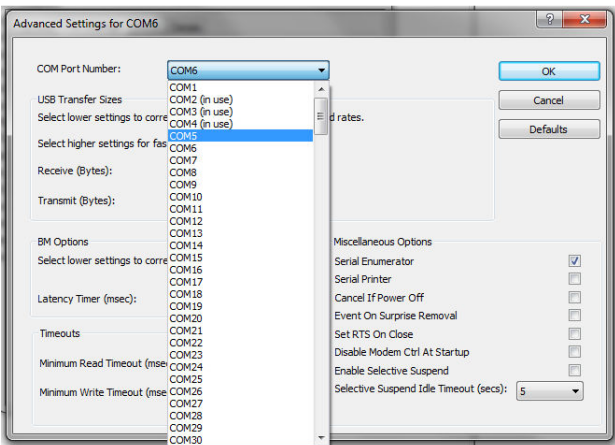 Advanced Settings for COM6
COM Port Number:
COM6
OK
Cancel
Defaults
COM1
COM2 (in use)
COM3 (in use)
COM4 (in use)
COM5
COM6
COM7
COM8
COM9
COM10
COM11
COM12
COM13
COM14
COM15
COM16
COM17
COM18
COM19
COM20
COM21
COM22
COM23
COM24
COM25
COM26
COM27
COM28
COM29
COM30
USB Transfer Sizes
Select lower settings to corre
d rates.
Select higher settings for fas
Receive (Bytes):
Transmit (Bytes):
BM Options
Select lower settings to corre
Latency Timer (msec):
Timeouts
Minimum Read Timeout (mse
Minimum Write Timeout (mse
Miscellaneous Options
Serial Enumerator
Serial Printer
Cancel If Power Off
Event On Surprise Removal
Set RTS On Close
Disable Modem Ctrl At Startup
Enable Selective Suspend
Selective Suspend Idle Timeout (secs): 5